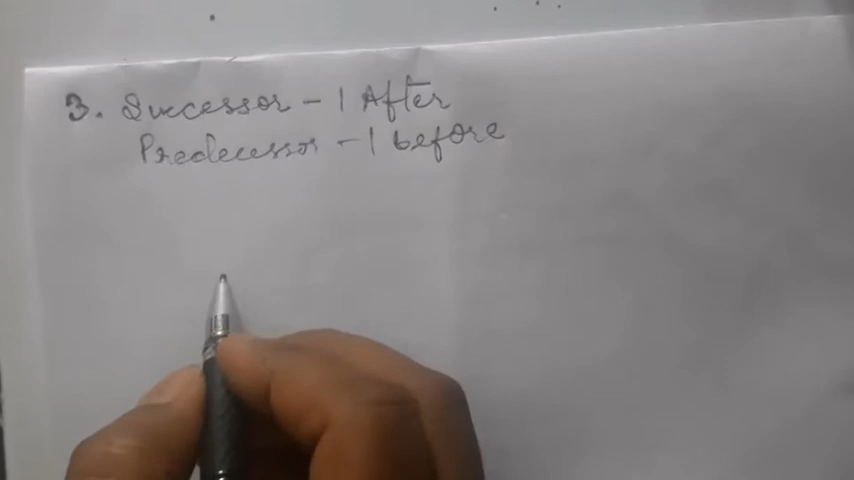 3. Successor - 1 After
Predecessor - 1 before